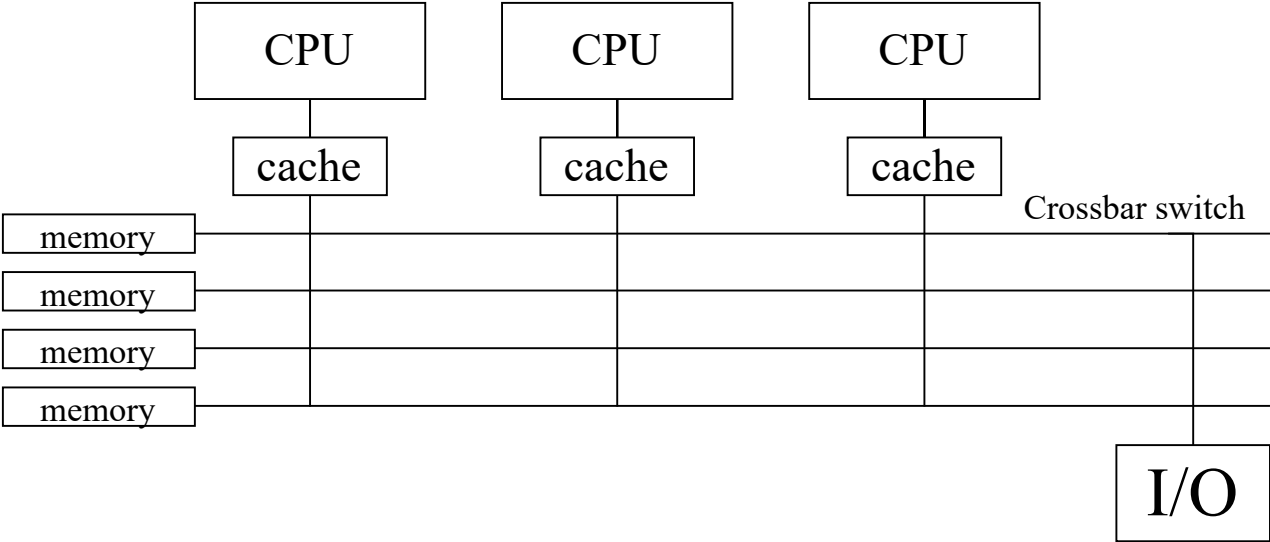 CPU CPU CPU
cache cache cache
Crossbar switch
memory
memory
memory
memory
I/O